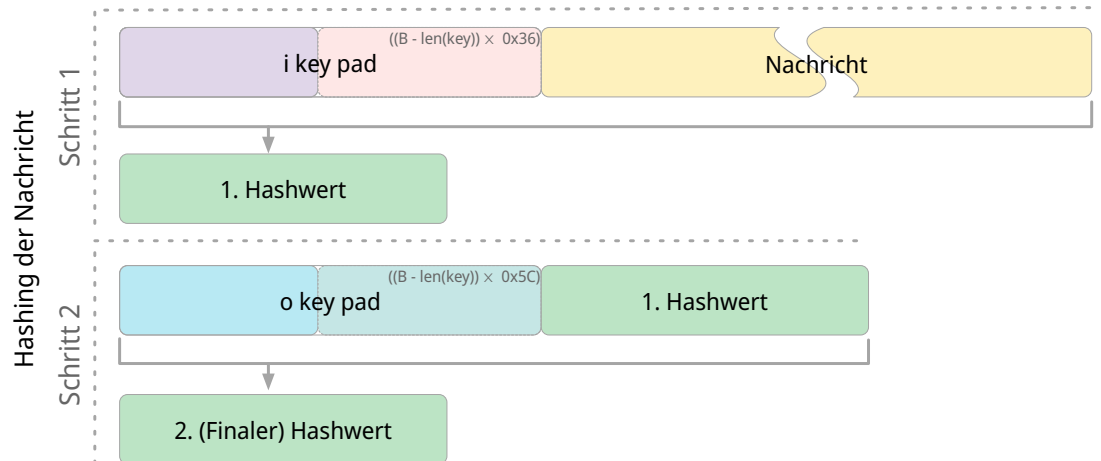 Hashing der Nachricht
Schritt 1
((B - len(key)) × 0x36)
i key pad
Nachricht
1. Hashwert
Schritt 2
((B - len(key)) × 0x5C)
o key pad
1. Hashwert
2. (Finaler) Hashwert